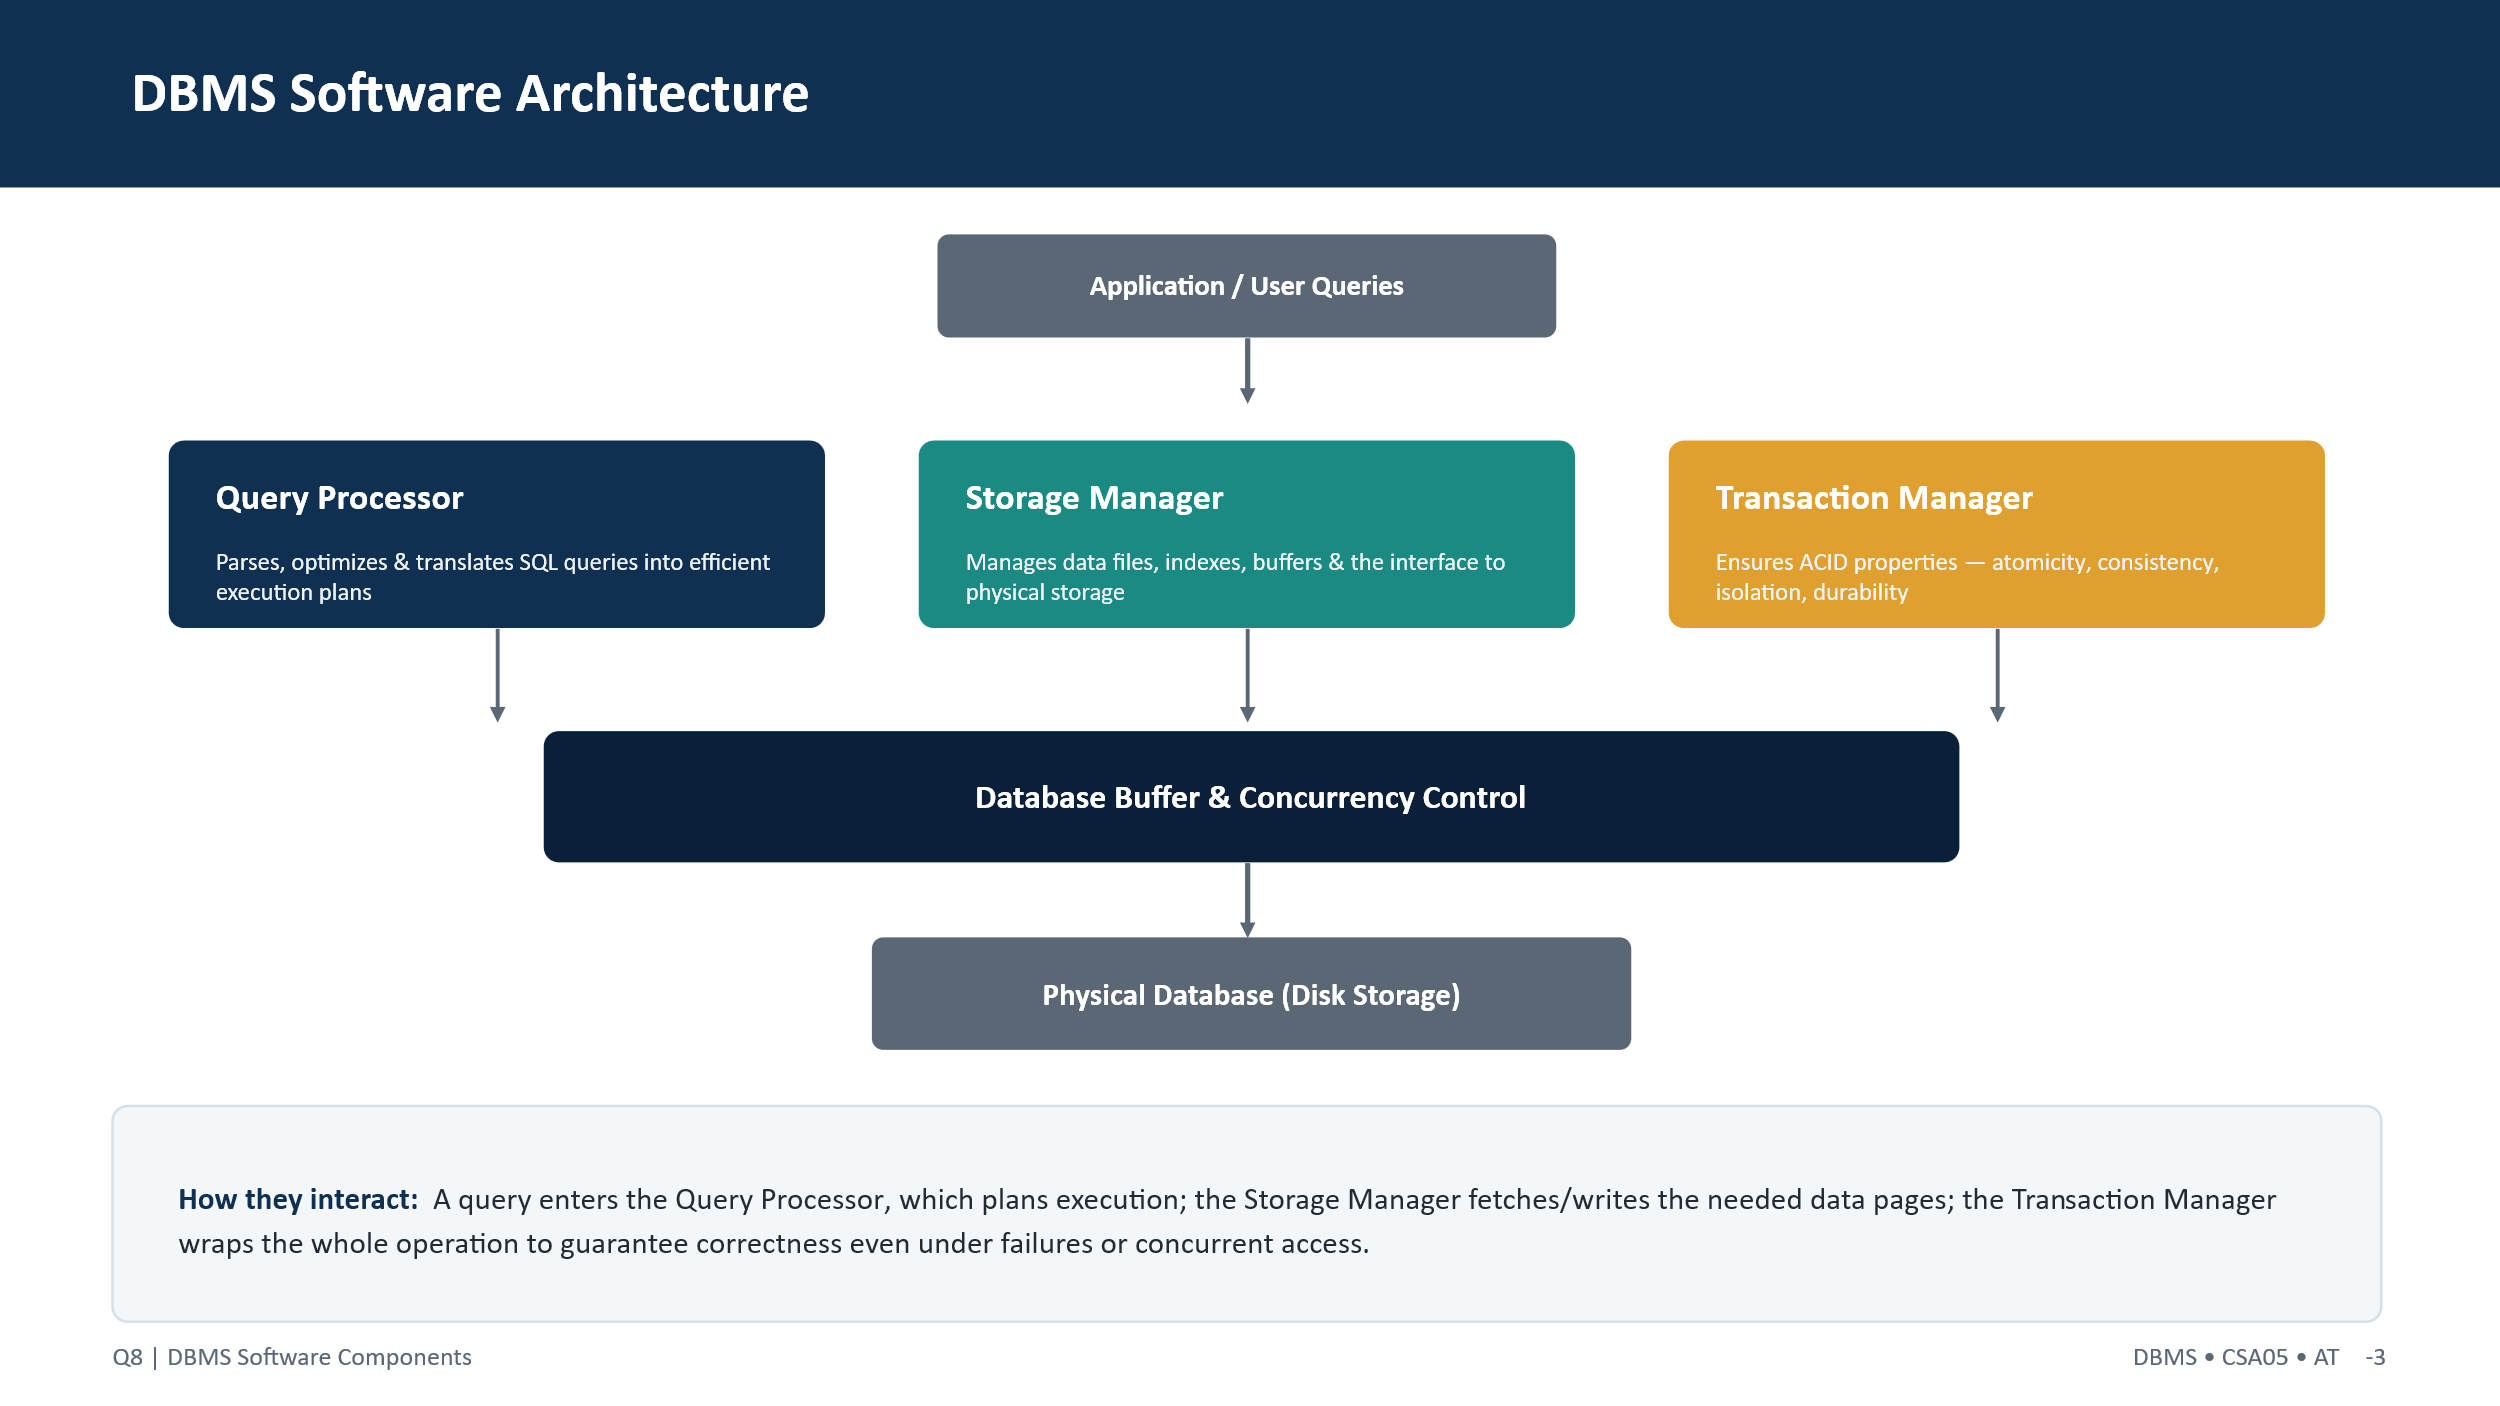 DBMS Software Architecture
Application / User Queries
Query Processor
Parses, optimizes & translates SQL queries into efficient
execution plans
Storage Manager
Manages data files, indexes, buffers & the interface to
physical storage
Transaction Manager
Ensures ACID properties — atomicity, consistency,
isolation, durability
Database Buffer & Concurrency Control
Physical Database (Disk Storage)
How they interact: A query enters the Query Processor, which plans execution; the Storage Manager fetches/writes the needed data pages; the Transaction Manager
wraps the whole operation to guarantee correctness even under failures or concurrent access.
Q8 | DBMS Software Components
DBMS • CSA05 • AT -3